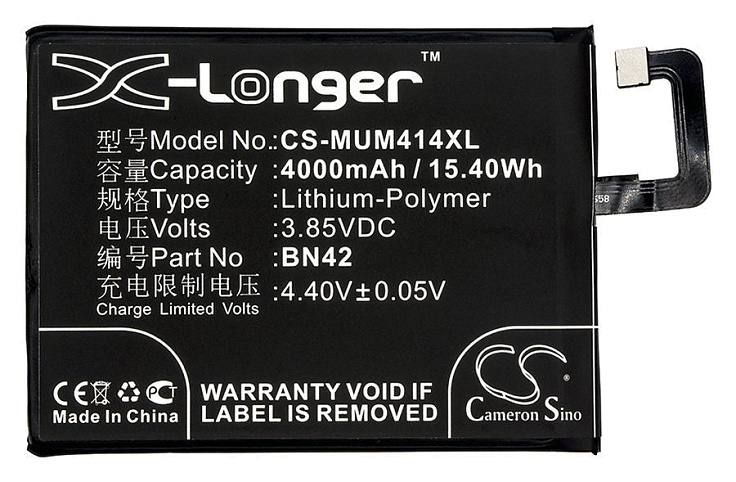 X-Longer™
型号Model No.:CS-MUM414XL
容量Capacity :4000mAh / 15.40Wh
规格Type :Lithium-Polymer
电压Volts :3.85VDC
编号Part No :BN42
充电限制电压 :4.40V±0.05V
Charge Limited Volts
CE PCT
Made In China
WARRANTY VOID IF
LABEL IS REMOVED
CS ®
Cameron Sino